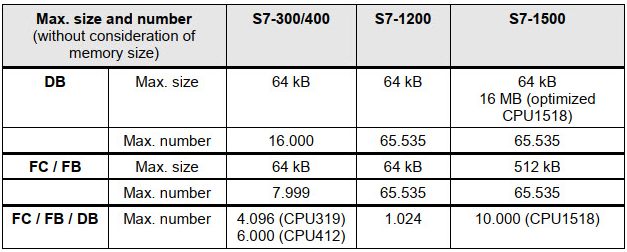 Max. size and number S7-300/400 S7-1200 S7-1500
(without consideration of
memory size)
DB Max. size 64 kB 64 kB 64 kB
16 MB (optimized
CPU1518)
Max. number 16.000 65.535 65.535
FC / FB Max. size 64 kB 64 kB 512 kB
Max. number 7.999 65.535 65.535
FC / FB / DB Max. number 4.096 (CPU319) 1.024 10.000 (CPU1518)
6.000 (CPU412)